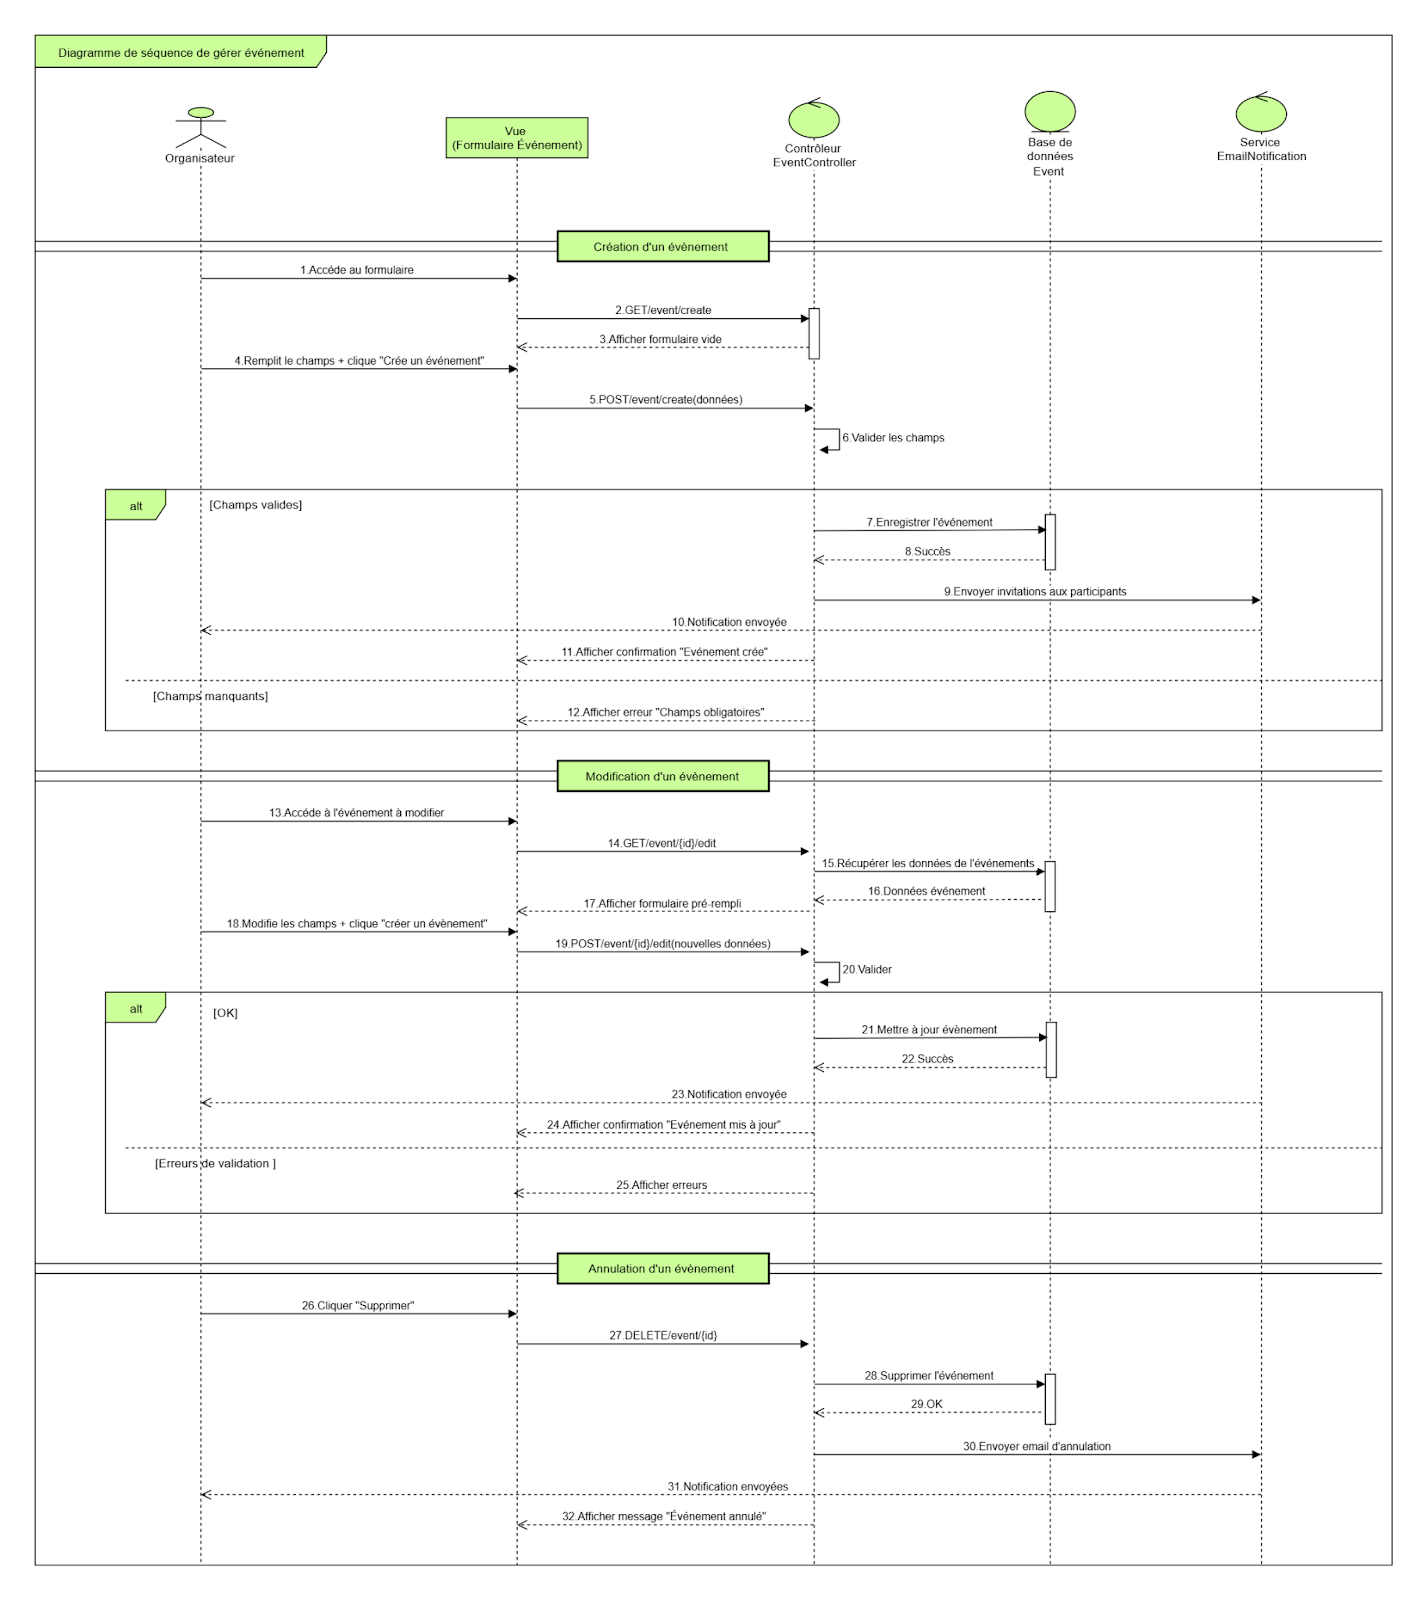 Diagramme de séquence de gérer événement
Organisateur
Vue
(Formulaire Événement)
Contrôleur
EventController
Base de
données
Event
Service
EmailNotification
Création d'un évènement
1.Accéde au formulaire
2.GET/event/create
3.Afficher formulaire vide
4.Remplit le champs + clique "Crée un événement"
5.POST/event/create(données)
6.Valider les champs
alt
[Champs valides]
7.Enregistrer l'événement
8.Succès
9.Envoyer invitations aux participants
10.Notification envoyée
11.Afficher confirmation "Evénement crée"
[Champs manquants]
12.Afficher erreur "Champs obligatoires"
Modification d'un évènement
13.Accéde à l'événement à modifier
14.GET/event/{id}/edit
15.Récupérer les données de l'événements
16.Données événement
17.Afficher formulaire pré-rempli
18.Modifie les champs + clique "créer un évènement"
19.POST/event/{id}/edit(nouvelles données)
20.Valider
alt
[OK]
21.Mettre à jour évènement
22.Succès
23.Notification envoyée
24.Afficher confirmation "Evénement mis à jour"
[Erreurs de validation ]
25.Afficher erreurs
Annulation d'un évènement
26.Cliquer "Supprimer"
27.DELETE/event/{id}
28.Supprimer l'événement
29.OK
30.Envoyer email d'annulation
31.Notification envoyées
32.Afficher message "Événement annulé"